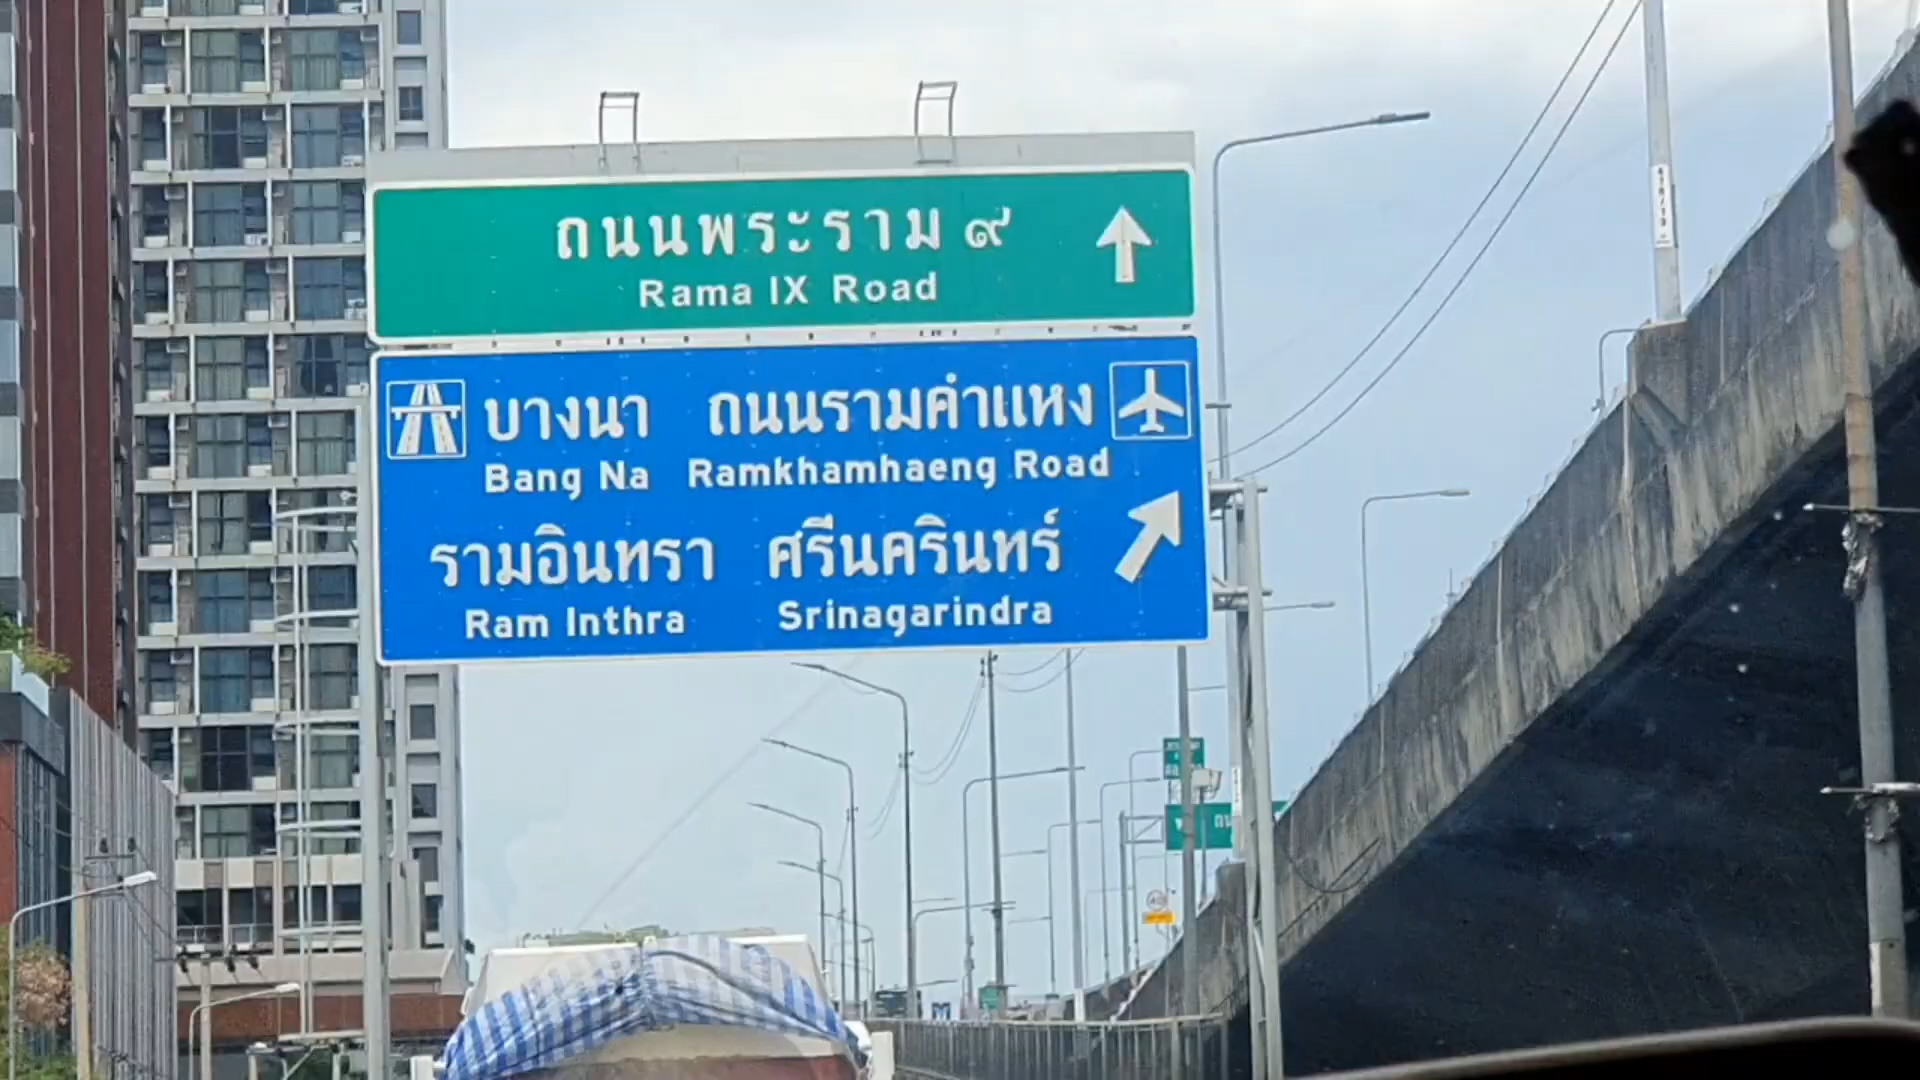 ถนนพระราม ๙
Rama IX Road
บางนา ถนนรามคำแหง
Bang Na Ramkhamhaeng Road
รามอินทรา ศรีนครินทร์
Ram Inthra Srinagarindra